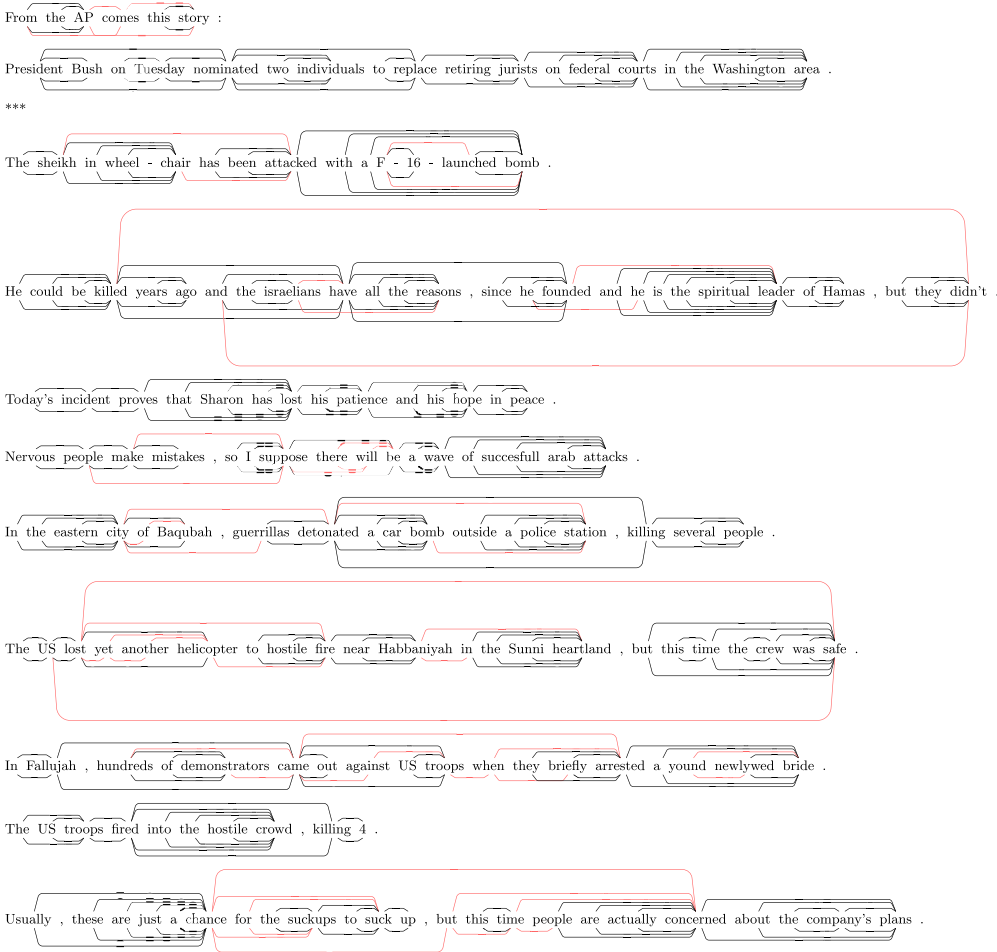 From the AP comes this story :
President Bush on Tuesday nominated two individuals to replace retiring jurists on federal courts in the Washington area .
***
The sheikh in wheel - chair has been attacked with a F - 16 - launched bomb .
He could be killed years ago and the israelians have all the reasons , since he founded and he is the spiritual leader of Hamas , but they didn't .
Today's incident proves that Sharon has lost his patience and his hope in peace .
Nervous people make mistakes , so I suppose there will be a wave of succesfull arab attacks .
In the eastern city of Baqubah , guerrillas detonated a car bomb outside a police station , killing several people .
The US lost yet another helicopter to hostile fire near Habbaniyah in the Sunni heartland , but this time the crew was safe .
In Fallujah , hundreds of demonstrators came out against US troops when they briefly arrested a yound newlywed bride .
The US troops fired into the hostile crowd , killing 4 .
Usually , these are just a chance for the suckups to suck up , but this time people are actually concerned about the company's plans .